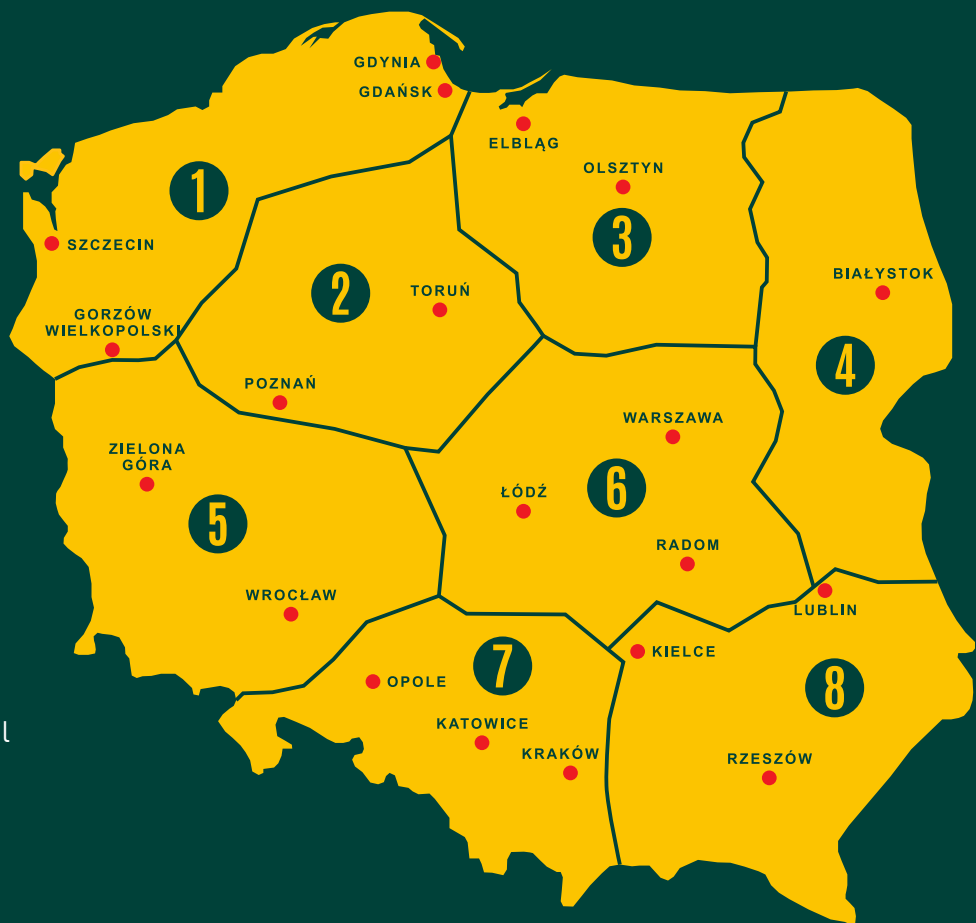 GDYNIA
GDAŃSK
ELBLĄG
OLSZTYN
1
3
SZCZECIN
2
TORUŃ
BIAŁYSTOK
GORZÓW
WIELKOPOLSKI
4
POZNAŃ
WARSZAWA
ZIELONA
GÓRA
6
ŁÓDŹ
5
RADOM
WROCŁAW
LUBLIN
KIELCE
7
OPOLE
8
KATOWICE
KRAKÓW
RZESZÓW
l